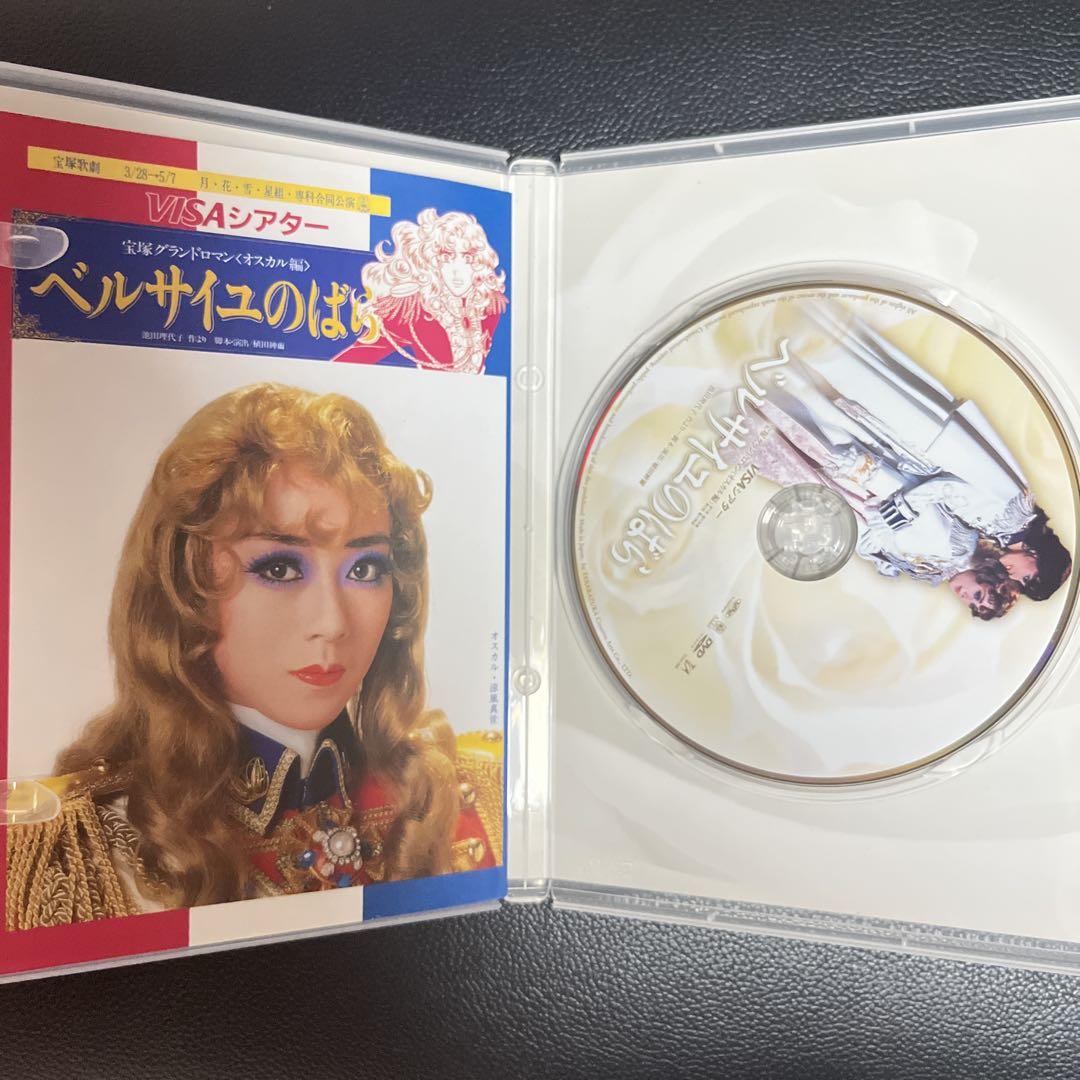 宝塚歌劇 3/28→5/7 月・花・雪・星組・専科合同公演
VISAシアター
宝塚グランドロマン〈オスカル編〉
ベルサイユのばら
池田理代子 作より 脚本・演出/植田紳爾
オスカル・涼風真世
ベルサイユのばら
VISAシアター
DVD